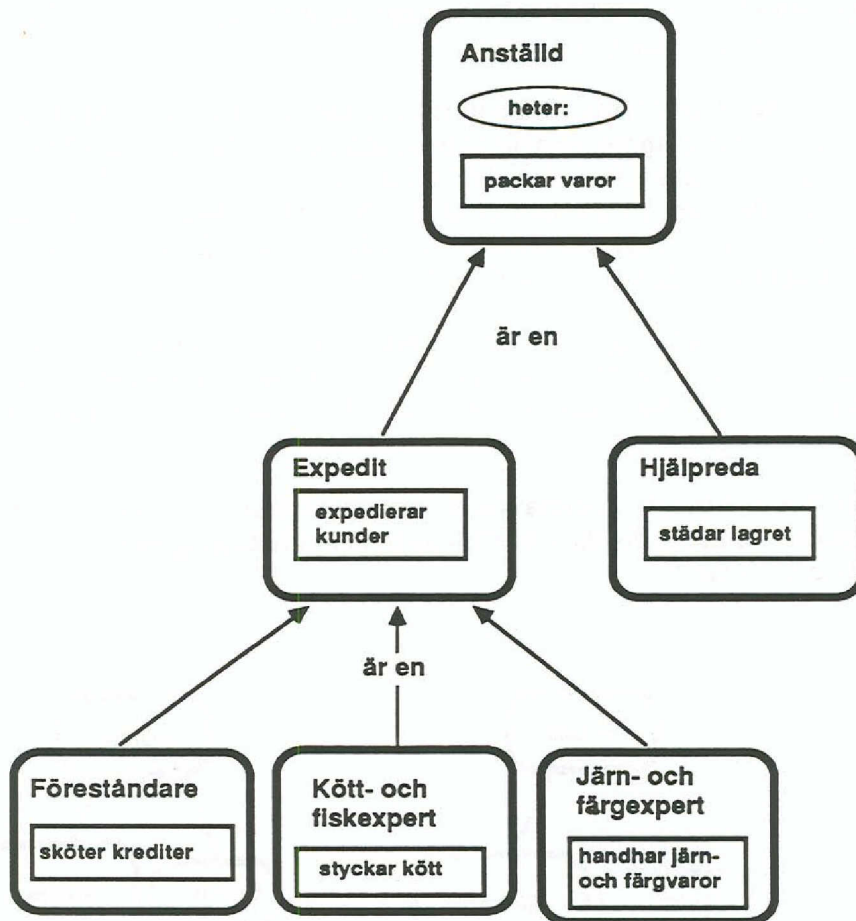 Anställd
heter:
packar varor
är en
Expedit
expedierar
kunder
Hjälpreda
städar lagret
är en
Föreståndare
sköter krediter
Kött- och
fiskexpert
styckar kött
Järn- och
färgexpert
handhar järn-
och färgvaror